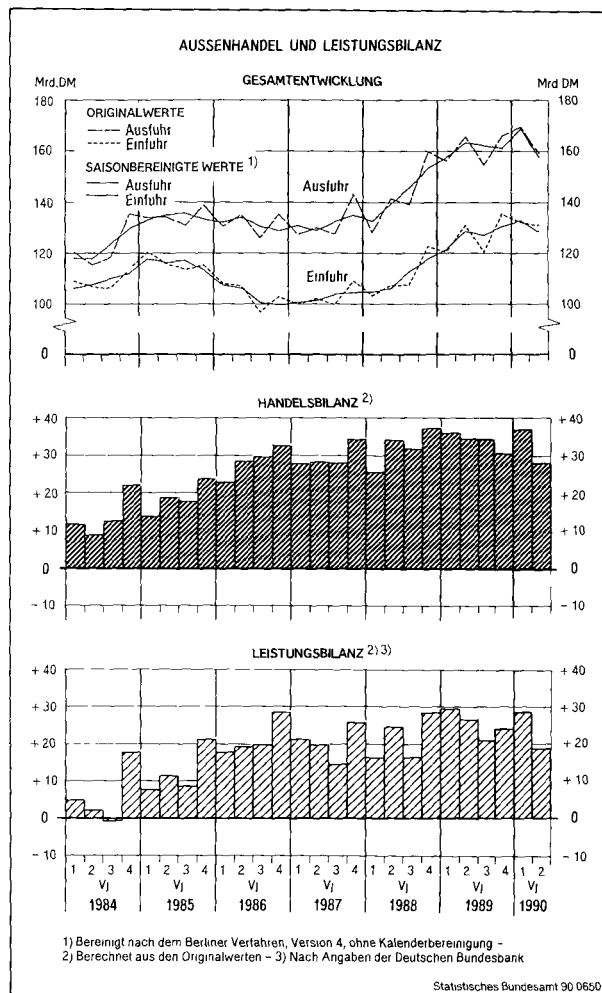 AUSSENHANDEL UND LEISTUNGSBILANZ
Mrd.DM GESAMTENTWICKLUNG Mrd DM
180 180
ORIGINALWERTE
Ausfuhr
Einfuhr
160 160
SAISONBEREINIGTE WERTE 1)
Ausfuhr
Einfuhr
Ausfuhr
140 140
120 120
Einfuhr
100 100
0 0
HANDELSBILANZ 2)
+ 40 + 40
+ 30 + 30
+ 20 + 20
+ 10 + 10
0 0
- 10 - 10
LEISTUNGSBILANZ 2) 3)
+ 40 + 40
+ 30 + 30
+ 20 + 20
+ 10 + 10
0 0
- 10 - 10
1 2 3 4 1 2 3 4 1 2 3 4 1 2 3 4 1 2 3 4 1 2 3 4 1 2
Vj Vj Vj Vj Vj Vj Vj
1984 1985 1986 1987 1988 1989 1990
1) Bereinigt nach dem Berliner Verfahren, Version 4, ohne Kalenderbereinigung –
2) Berechnet aus den Originalwerten – 3) Nach Angaben der Deutschen Bundesbank
Statistisches Bundesamt 90 0650